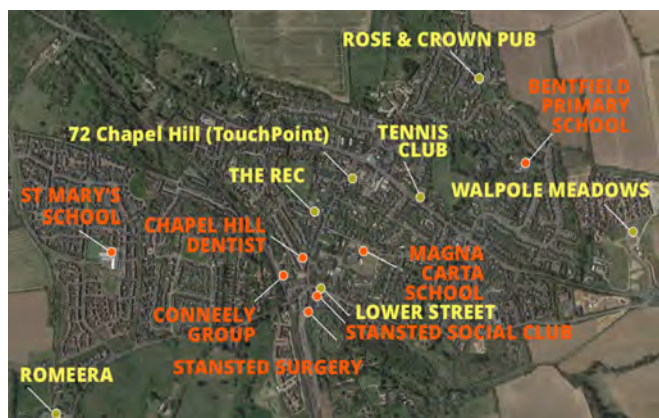 ROSE & CROWN PUB
BENTFIELD
PRIMARY
SCHOOL
72 Chapel Hill (TouchPoint)
TENNIS
CLUB
THE REC
WALPOLE MEADOWS
ST MARY'S
SCHOOL
CHAPEL HILL
DENTIST
MAGNA
CARTA
SCHOOL
CONNEELY
GROUP
LOWER STREET
STANSTED SOCIAL CLUB
STANSTED SURGERY
ROMEERA